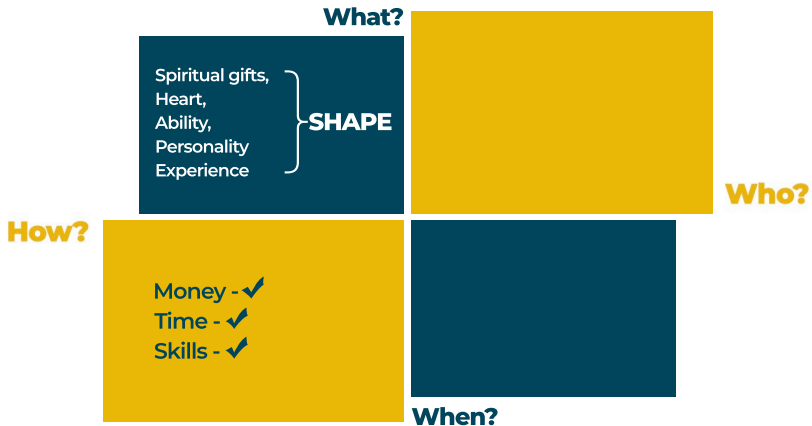 What?
Spiritual gifts,
Heart,
Ability,
Personality
Experience
SHAPE
Who?
How?
Money - ✓
Time - ✓
Skills - ✓
When?